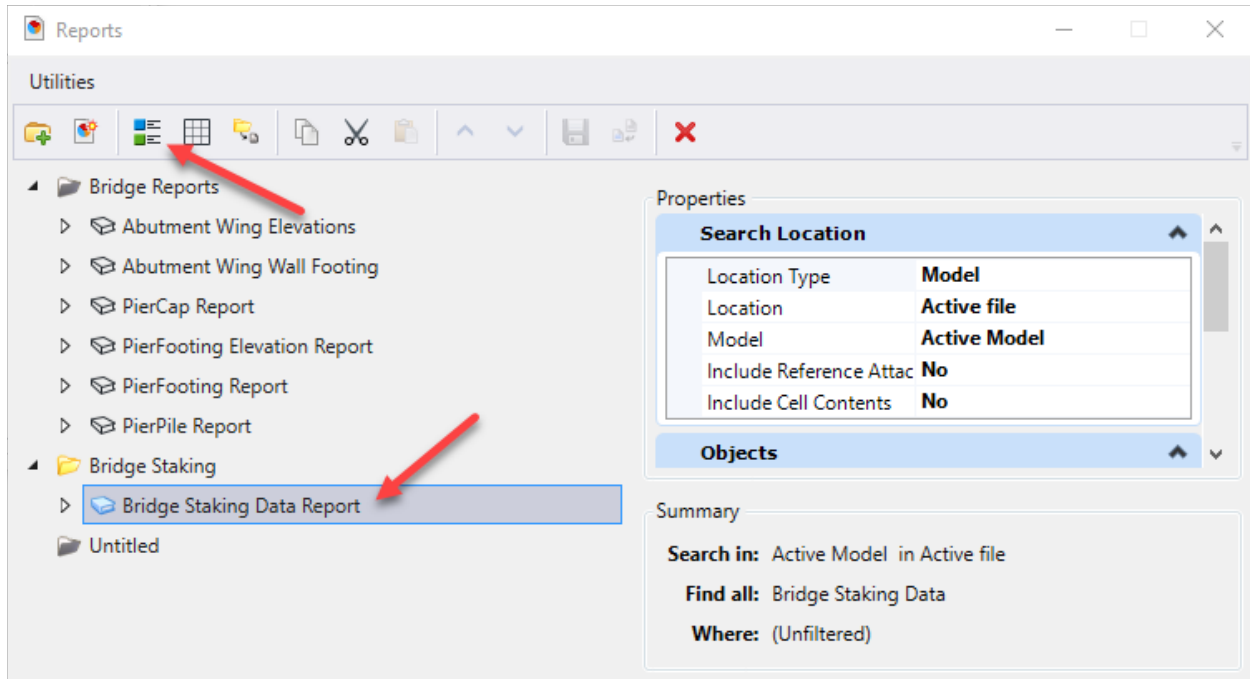 Reports
Utilities
Bridge Reports
Abutment Wing Elevations
Abutment Wing Wall Footing
PierCap Report
PierFooting Elevation Report
PierFooting Report
PierPile Report
Bridge Staking
Bridge Staking Data Report
Untitled
Properties
Search Location
Location Type Model
Location Active file
Model Active Model
Include Reference Attac No
Include Cell Contents No
Objects
Summary
Search in: Active Model in Active file
Find all: Bridge Staking Data
Where: (Unfiltered)